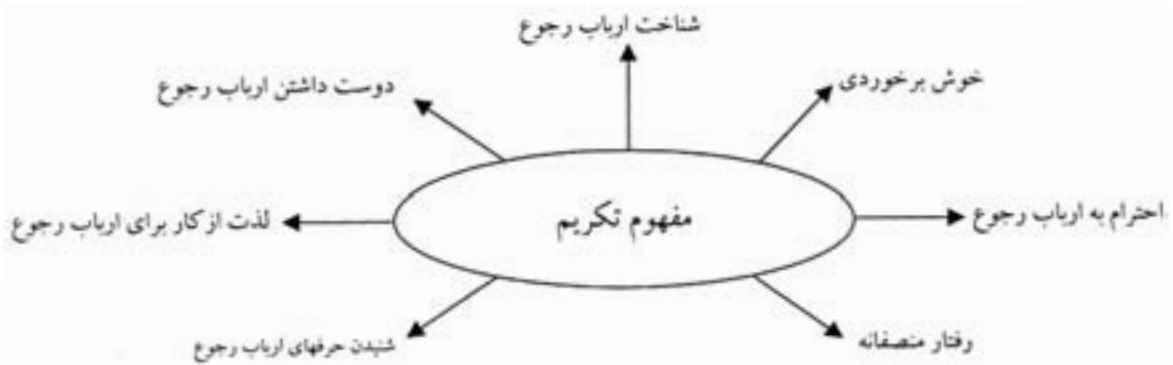 شناخت ارباب رجوع
خوش برخوردی
دوست داشتن ارباب رجوع
احترام به ارباب رجوع
مفهوم تکریم
لذت از کار برای ارباب رجوع
رفتار منصفانه
شنیدن حرفهای ارباب رجوع